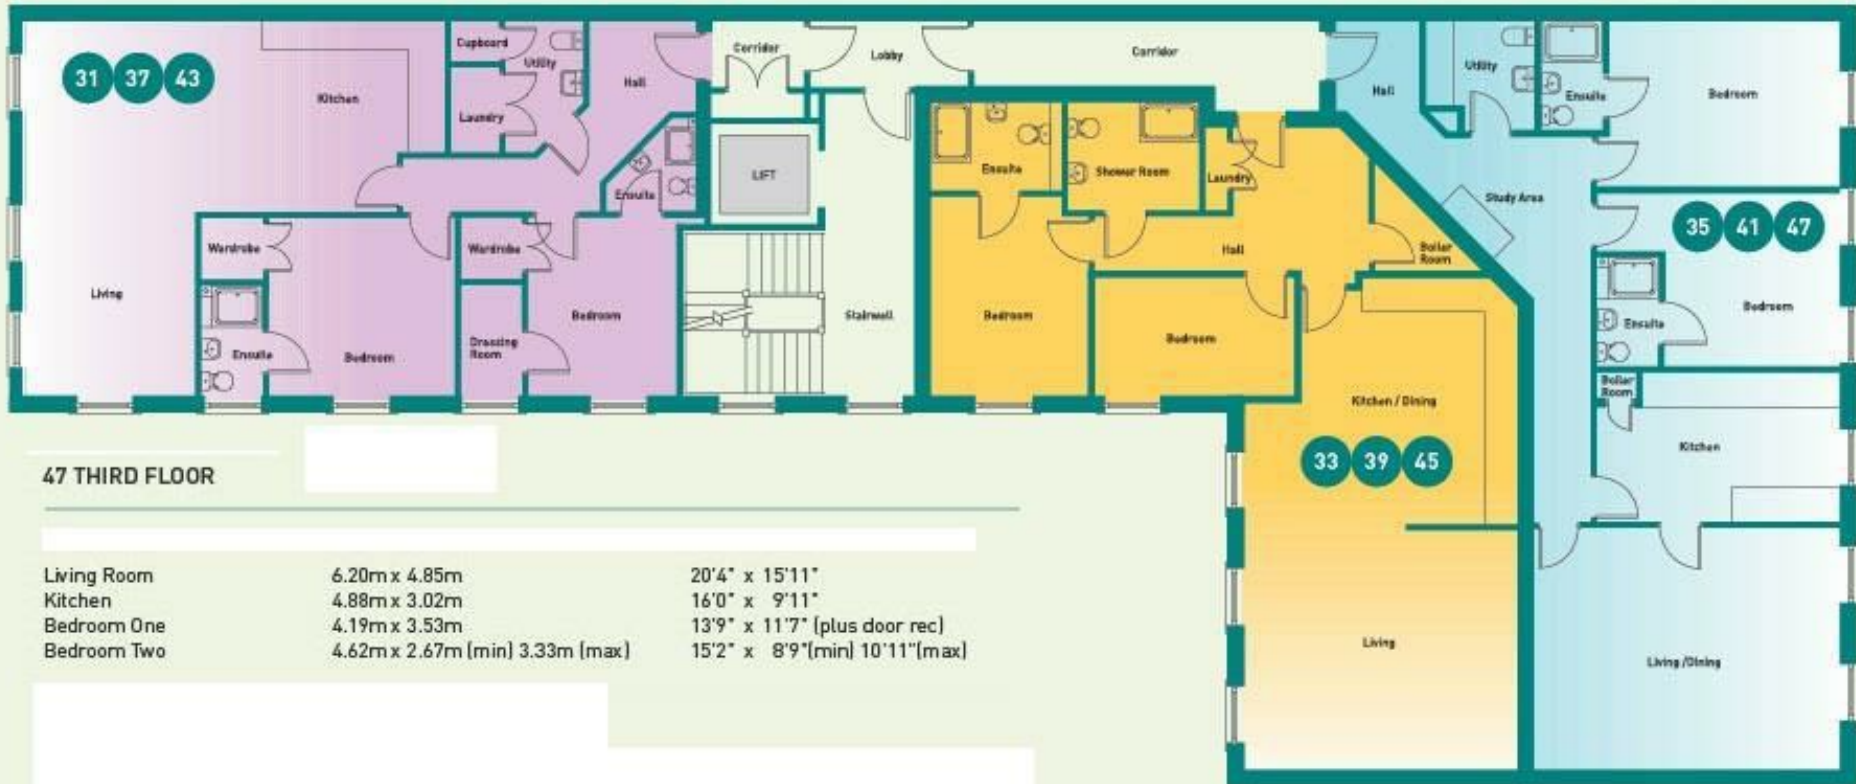 31 37 43
Kitchen
Cupboard
Utility
Laundry
Hall
Ensuite
Living
Wardrobe
Ensuite
Bedroom
Wardrobe
Dressing
Room
Bedroom
Corridor
Lobby
Corridor
LIFT
Stairwell
Ensuite
Shower Room
Laundry
Hall
Boiler
Room
Bedroom
Bedroom
Kitchen / Dining
33 39 45
Living
Hall
Utility
Ensuite
Bedroom
Study Area
35 41 47
Bedroom
Ensuite
Boiler
Room
Kitchen
Living /Dining
47 THIRD FLOOR
Living Room 6.20m x 4.85m 20'4" x 15'11"
Kitchen 4.88m x 3.02m 16'0" x 9'11"
Bedroom One 4.19m x 3.53m 13'9" x 11'7" (plus door rec)
Bedroom Two 4.62m x 2.67m (min) 3.33m (max) 15'2" x 8'9"(min) 10'11"(max)